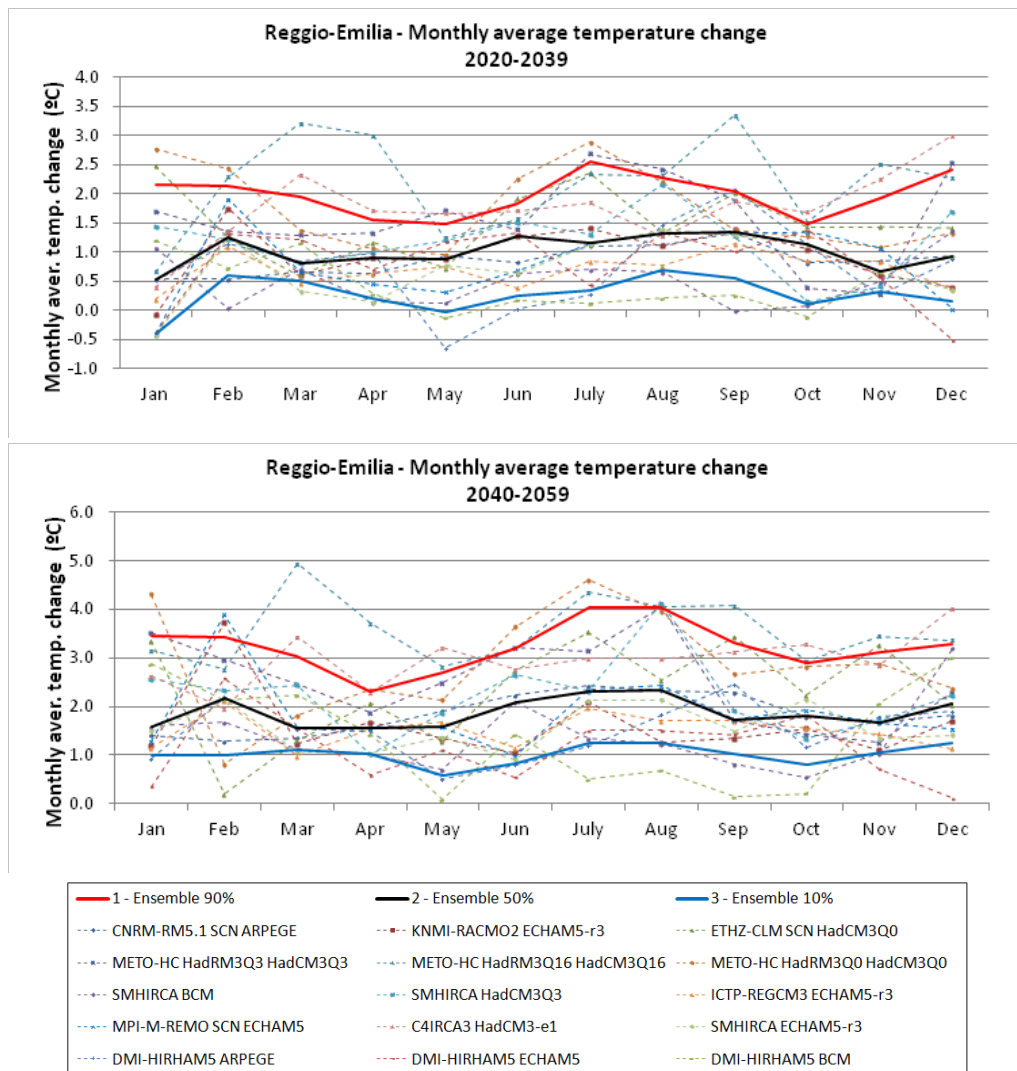 Reggio-Emilia - Monthly average temperature change
2020-2039
Monthly aver. temp. change (ºC)
4.0
3.5
3.0
2.5
2.0
1.5
1.0
0.5
0.0
-0.5
-1.0
Jan Feb Mar Apr May Jun July Aug Sep Oct Nov Dec
Reggio-Emilia - Monthly average temperature change
2040-2059
Monthly aver. temp. change (ºC)
6.0
5.0
4.0
3.0
2.0
1.0
0.0
Jan Feb Mar Apr May Jun July Aug Sep Oct Nov Dec
1 - Ensemble 90% 2 - Ensemble 50% 3 - Ensemble 10%
CNRM-RM5.1 SCN ARPEGE KNMI-RACMO2 ECHAM5-r3 ETHZ-CLM SCN HadCM3Q0
METO-HC HadRM3Q3 HadCM3Q3 METO-HC HadRM3Q16 HadCM3Q16 METO-HC HadRM3Q0 HadCM3Q0
SMHIRCA BCM SMHIRCA HadCM3Q3 ICTP-REGCM3 ECHAM5-r3
MPI-M-REMO SCN ECHAM5 C4IRCA3 HadCM3-e1 SMHIRCA ECHAM5-r3
DMI-HIRHAM5 ARPEGE DMI-HIRHAM5 ECHAM5 DMI-HIRHAM5 BCM